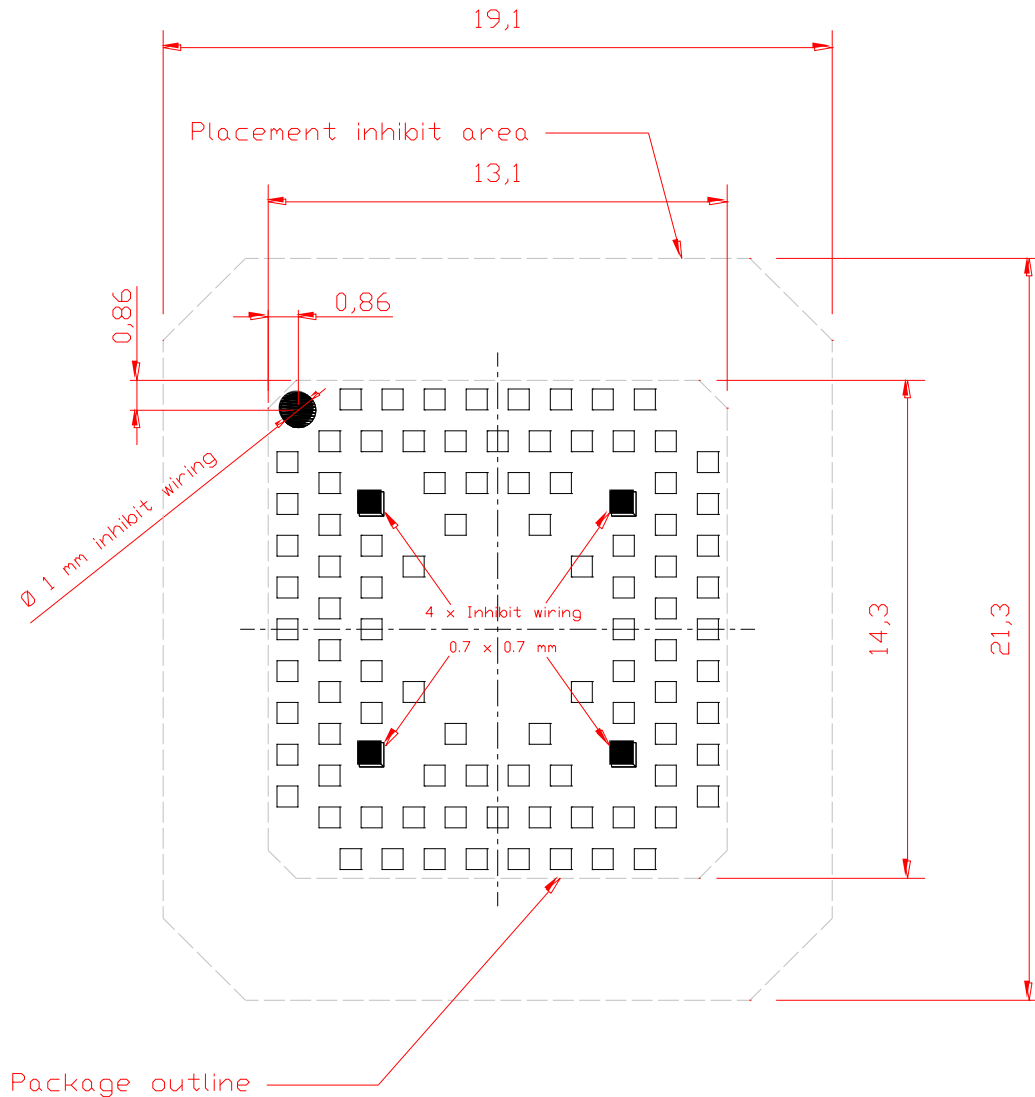 19,1
Placement inhibit area
13,1
0,86
0,86
Ø 1 mm inhibit wiring
4 x Inhibit wiring
0.7 x 0.7 mm
14,3
21,3
Package outline